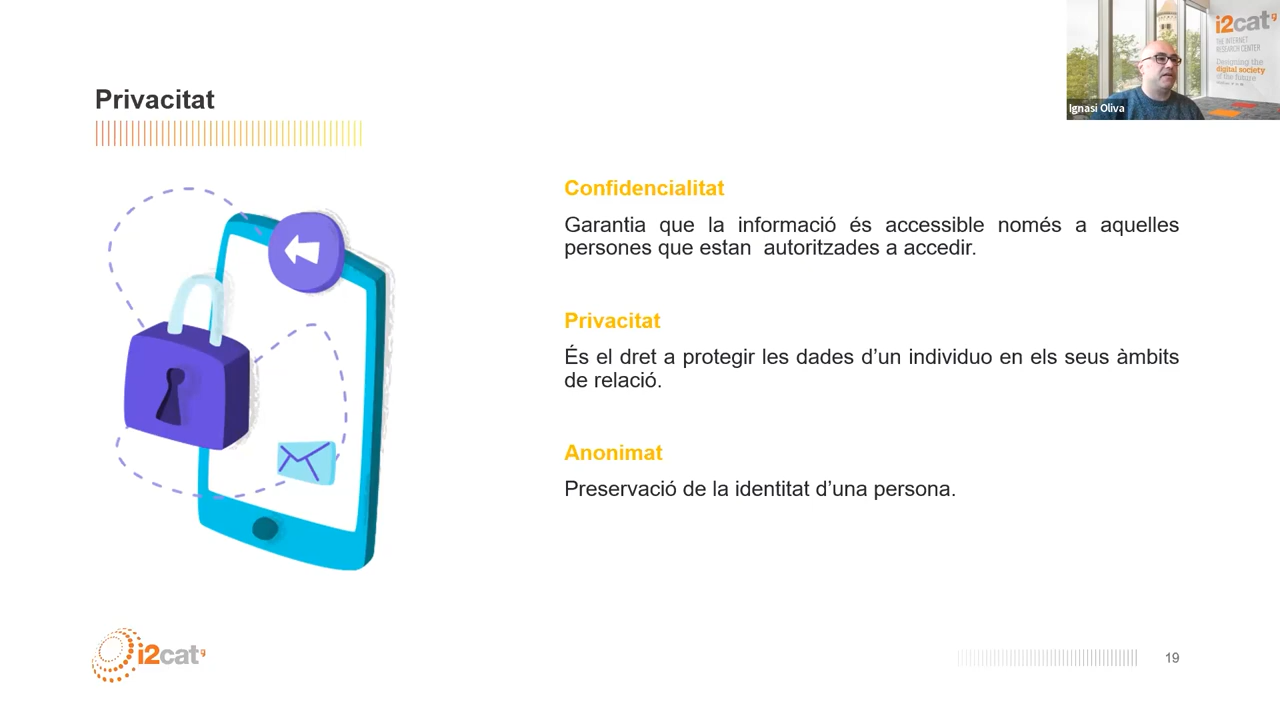 Privacitat
Confidencialitat
Garantia que la informació és accessible només a aquelles
persones que estan autoritzades a accedir.
Privacitat
És el dret a protegir les dades d’un individuo en els seus àmbits
de relació.
Anonimat
Preservació de la identitat d’una persona.
i2cat
19
i2cat
THE INTERNET
RESEARCH CENTER
Designing the
digital society
of the future
Ignasi Oliva